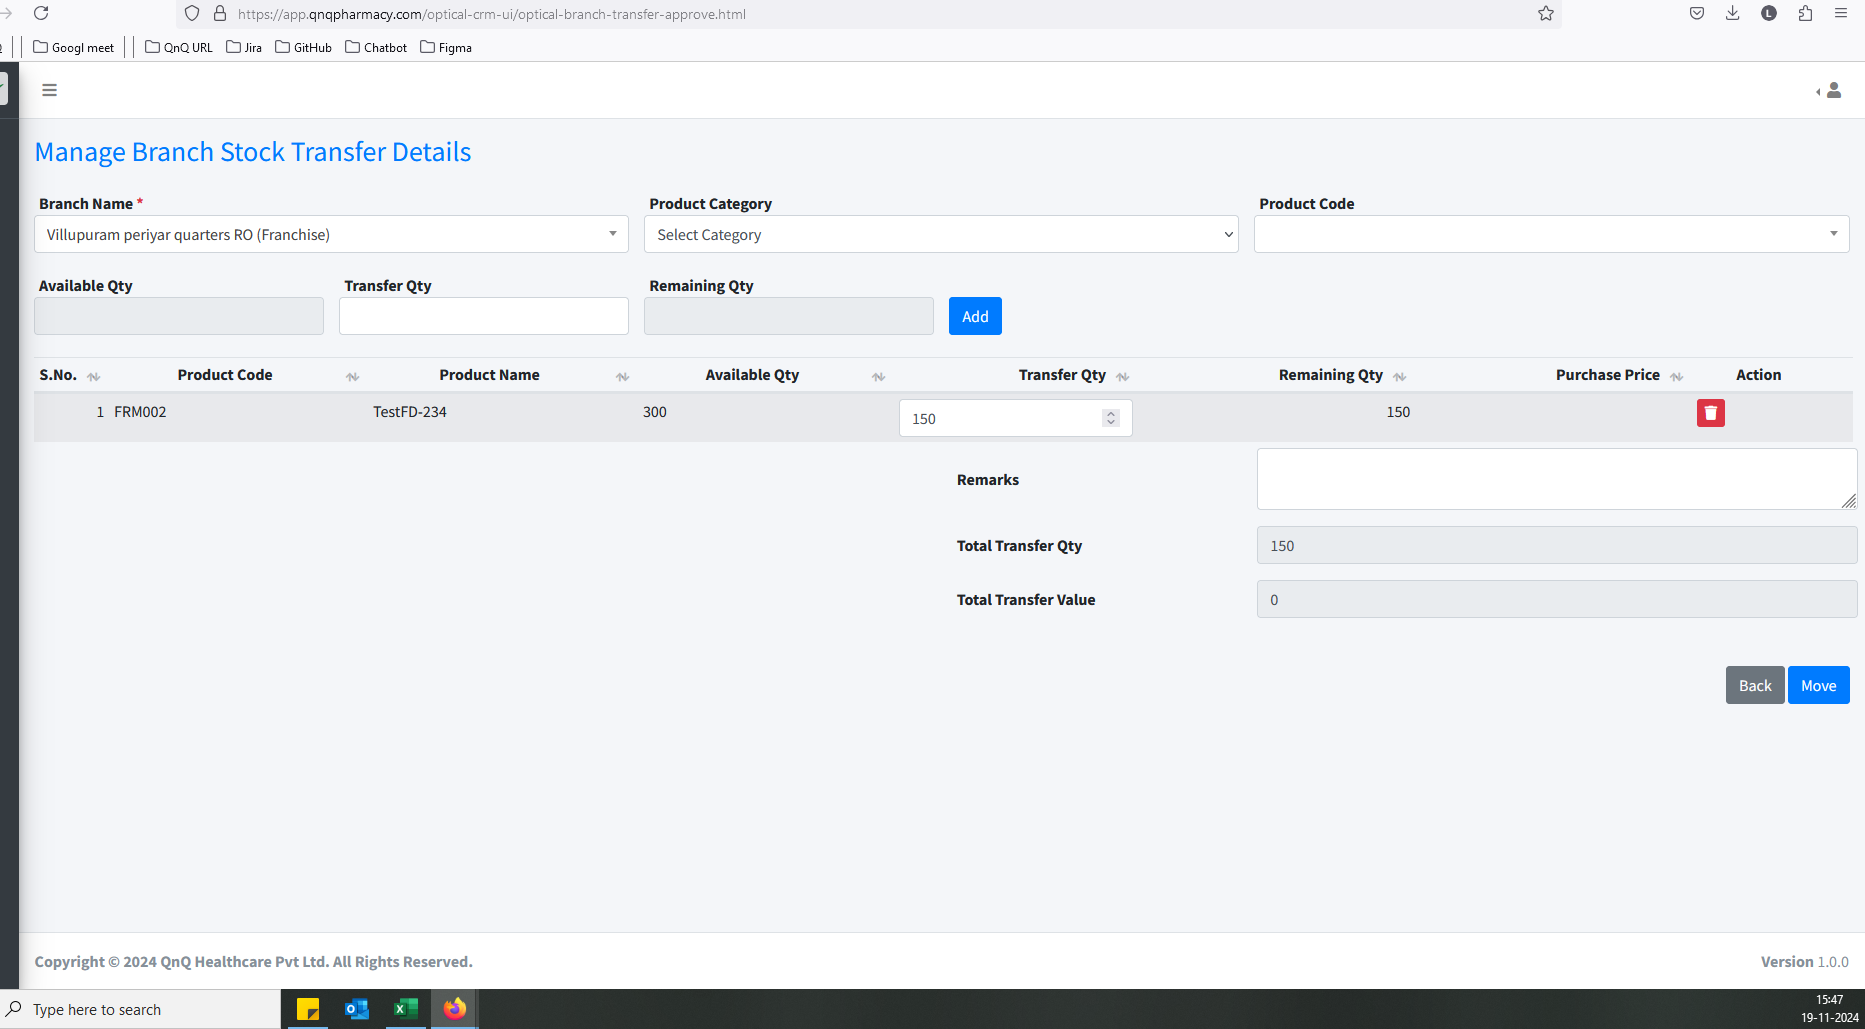 https://app.qnqpharmacy.com/optical-crm-ui/optical-branch-transfer-approve.html
L
Googl meet QnQ URL Jira GitHub Chatbot Figma
Manage Branch Stock Transfer Details
Branch Name * Product Category Product Code
Villupuram periyar quarters RO (Franchise) Select Category
Available Qty Transfer Qty Remaining Qty
Add
S.No. Product Code Product Name Available Qty Transfer Qty Remaining Qty Purchase Price Action
1 FRM002 TestFD-234 300 150 150
Remarks
Total Transfer Qty 150
Total Transfer Value 0
Back Move
Copyright © 2024 QnQ Healthcare Pvt Ltd. All Rights Reserved. Version 1.0.0
Type here to search
15:47
19-11-2024